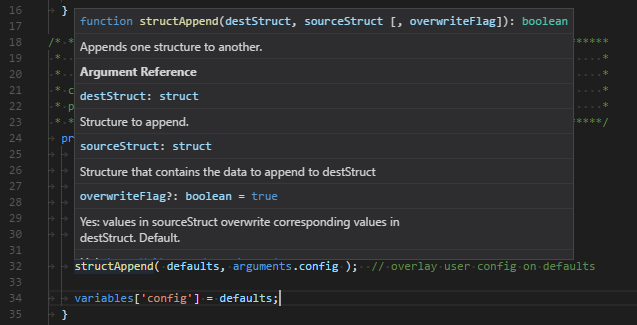 16 }
17
function structAppend(destStruct, sourceStruct [, overwriteFlag]): boolean
18 /* * *******
19 * *
Appends one structure to another.
20 * *
Argument Reference
21 * c *
destStruct: struct
22 * p *
Structure to append.
23 * * *****/
24 pr
sourceStruct: struct
25
26
Structure that contains the data to append to destStruct
27
28
overwriteFlag?: boolean = true
29
Yes: values in sourceStruct overwrite corresponding values in
30
destStruct. Default.
31
32 structAppend( defaults, arguments.config ); // overlay user config on defaults
33
34 variables['config'] = defaults;
35 }